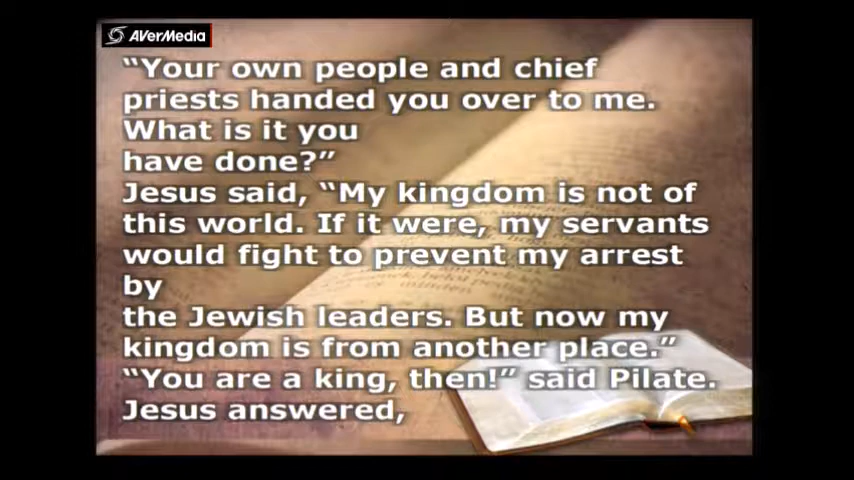 AVerMedia
“Your own people and chief
priests handed you over to me.
What is it you
have done?”
Jesus said, “My kingdom is not of
this world. If it were, my servants
would fight to prevent my arrest
by
the Jewish leaders. But now my
kingdom is from another place.”
“You are a king, then!” said Pilate.
Jesus answered,